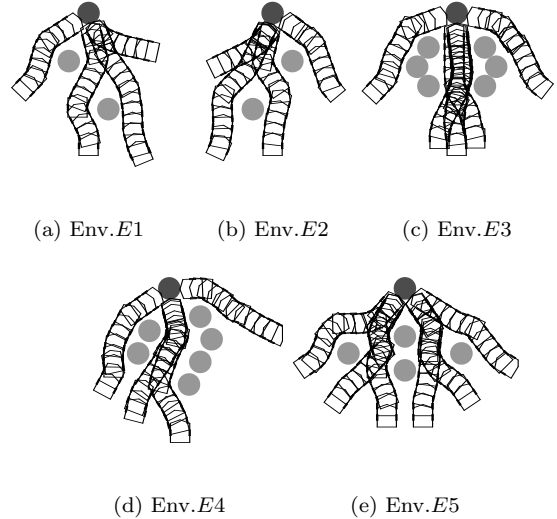 (a) Env.E1
(b) Env.E2
(c) Env.E3
(d) Env.E4
(e) Env.E5